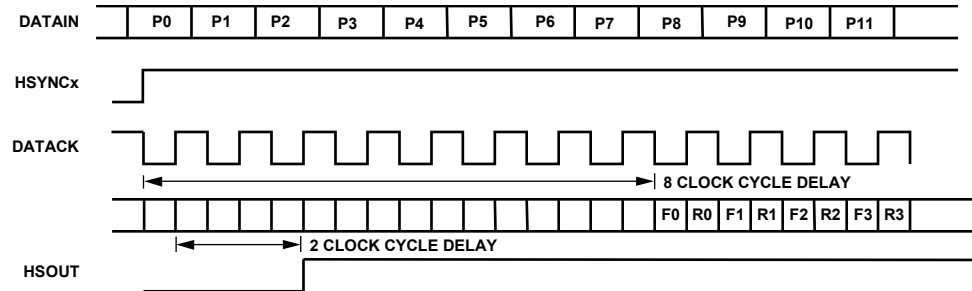 DATAIN P0 P1 P2 P3 P4 P5 P6 P7 P8 P9 P10 P11
HSYNCx
DATACK
8 CLOCK CYCLE DELAY
F0 R0 F1 R1 F2 R2 F3 R3
2 CLOCK CYCLE DELAY
HSOUT